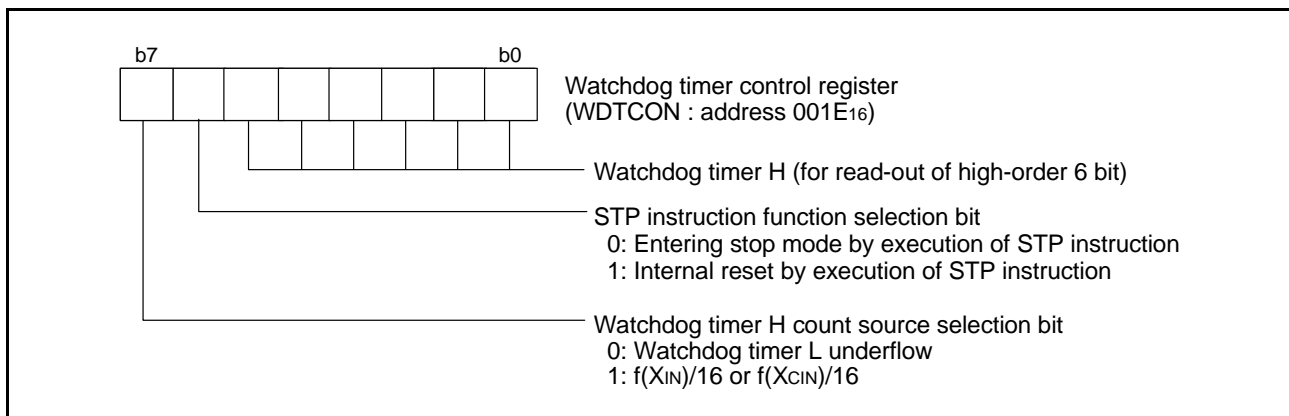 b7 b0
Watchdog timer control register
(WDTCON : address 001E16)
Watchdog timer H (for read-out of high-order 6 bit)
STP instruction function selection bit
0: Entering stop mode by execution of STP instruction
1: Internal reset by execution of STP instruction
Watchdog timer H count source selection bit
0: Watchdog timer L underflow
1: f(XIN)/16 or f(XCIN)/16